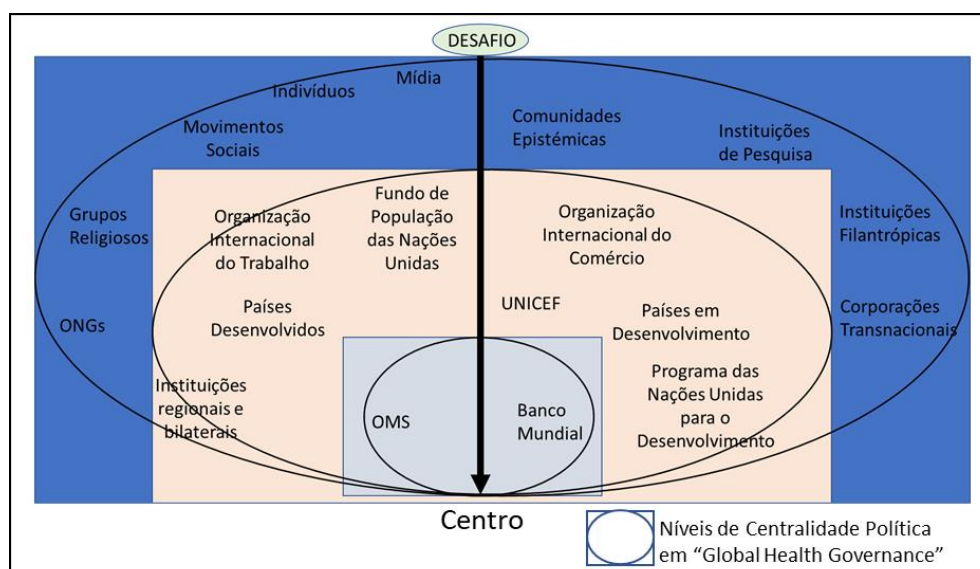 DESAFIO
Mídia
Indivíduos
Movimentos
Sociais
Comunidades
Epistémicas
Instituições
de Pesquisa
Grupos
Religiosos
Organização
Internacional
do Trabalho
Fundo de
População
das Nações
Unidas
Organização
Internacional do
Comércio
Instituições
Filantrópicas
ONGs
Países
Desenvolvidos
UNICEF
Países em
Desenvolvimento
Corporações
Transnacionais
Instituições
regionais e
bilaterais
OMS
Banco
Mundial
Programa das
Nações Unidas
para o
Desenvolvimento
Centro
Níveis de Centralidade Política
em “Global Health Governance”